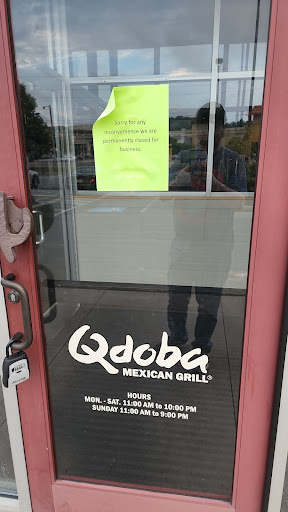 Sorry for any
inconvenience we are
permanently closed for
business.
Qdoba
MEXICAN GRILL®
HOURS
MON. - SAT. 11:00 AM to 10:00 PM
SUNDAY 11:00 AM to 9:00 PM